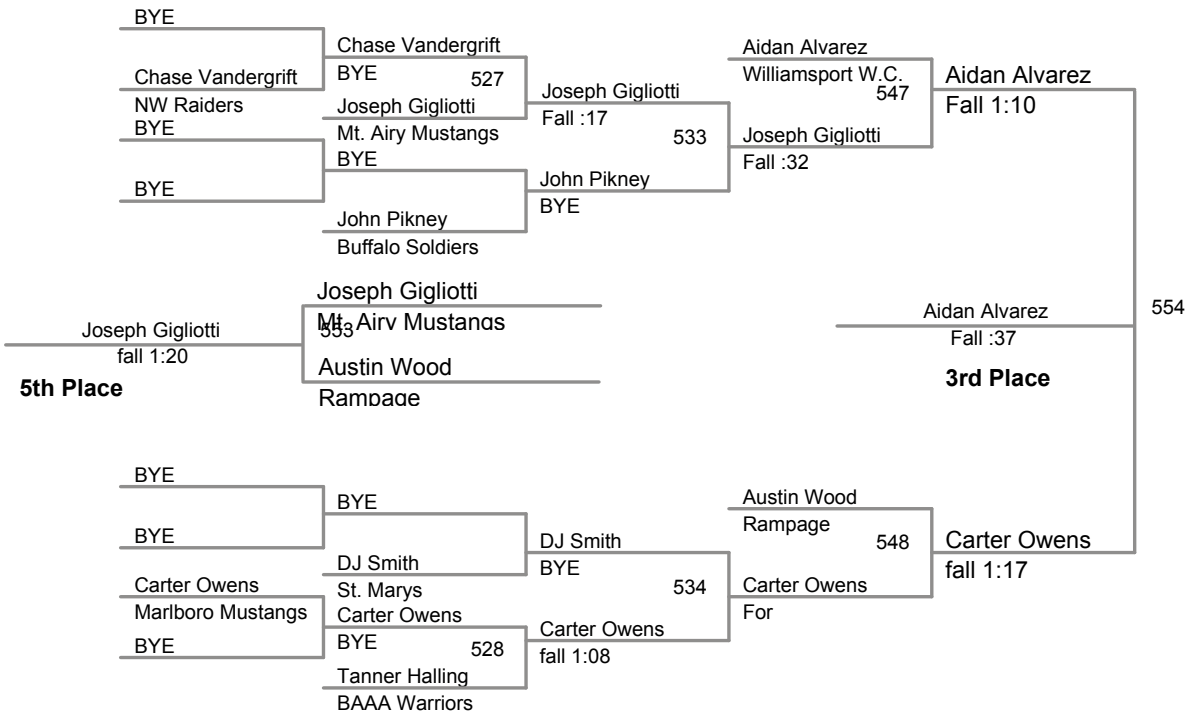 BYE
Chase Vandergrift
NW Raiders
BYE
BYE
Chase Vandergrift
BYE
527
Joseph Gigliotti
Mt. Airy Mustangs
BYE
John Pikney
Buffalo Soldiers
Joseph Gigliotti
Fall :17
533
John Pikney
BYE
Aidan Alvarez
Williamsport W.C.
547
Joseph Gigliotti
Fall :32
Aidan Alvarez
Fall 1:10
Joseph Gigliotti
Mt. Airy Mustangs
553
Joseph Gigliotti
fall 1:20
5th Place
Austin Wood
Rampage
Aidan Alvarez
Fall :37
3rd Place
554
BYE
BYE
Carter Owens
Marlboro Mustangs
BYE
BYE
DJ Smith
St. Marys
Carter Owens
BYE
528
Tanner Halling
BAAA Warriors
DJ Smith
BYE
534
Carter Owens
fall 1:08
Austin Wood
Rampage
548
Carter Owens
For
Carter Owens
fall 1:17